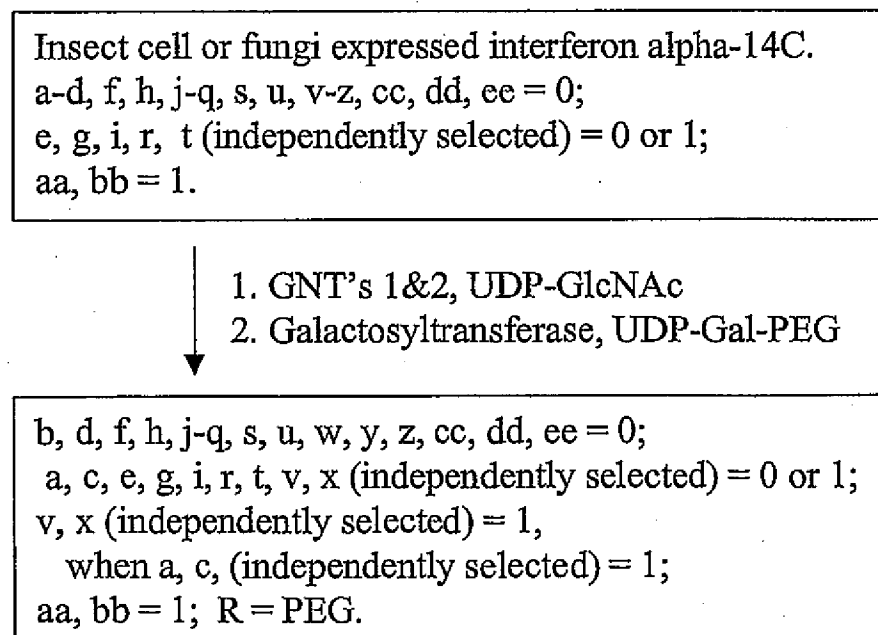 Insect cell or fungi expressed interferon alpha-14C.
a-d, f, h, j-q, s, u, v-z, cc, dd, ee = 0;
e, g, i, r, t (independently selected) = 0 or 1;
aa, bb = 1.
1. GNT's 1&2, UDP-GlcNAc
2. Galactosyltransferase, UDP-Gal-PEG
b, d, f, h, j-q, s, u, w, y, z, cc, dd, ee = 0;
a, c, e, g, i, r, t, v, x (independently selected) = 0 or 1;
v, x (independently selected) = 1,
when a, c, (independently selected) = 1;
aa, bb = 1; R = PEG.